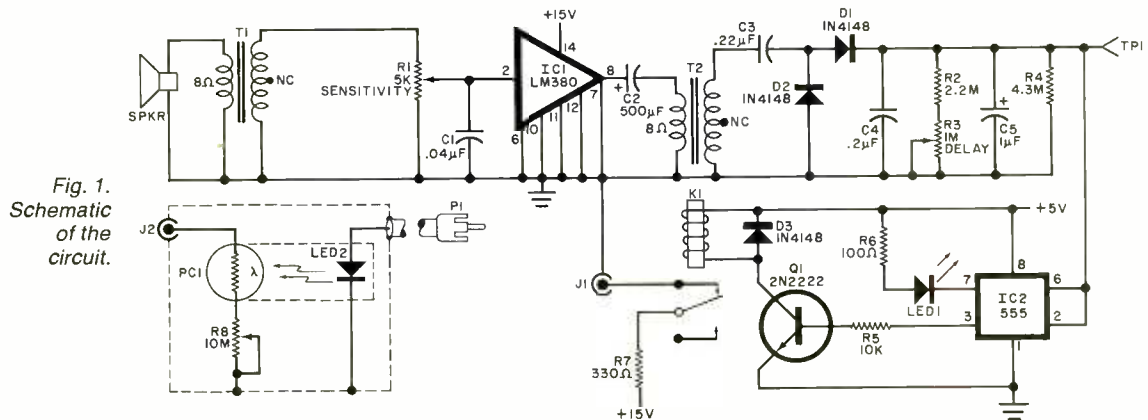 Fig. 1.
Schematic
of the
circuit.
SPKR
T1
8Ω
NC
R1
5K
SENSITIVITY
C1
.04µF
+15V
14
2
IC1
LM380
8
7
12
11
10
6
+
C2
500µF
T2
8Ω
NC
C3
.22µF
D1
1N4148
D2
1N4148
C4
.2µF
R2
2.2M
R3
1M
DELAY
+
C5
1µF
R4
4.3M
TP1
J2
PC1
λ
R8
10M
LED2
P1
J1
R7
330Ω
+15V
K1
D3
1N4148
Q1
2N2222
R5
10K
R6
100Ω
LED1
+5V
8
7
3
IC2
555
6
2
1